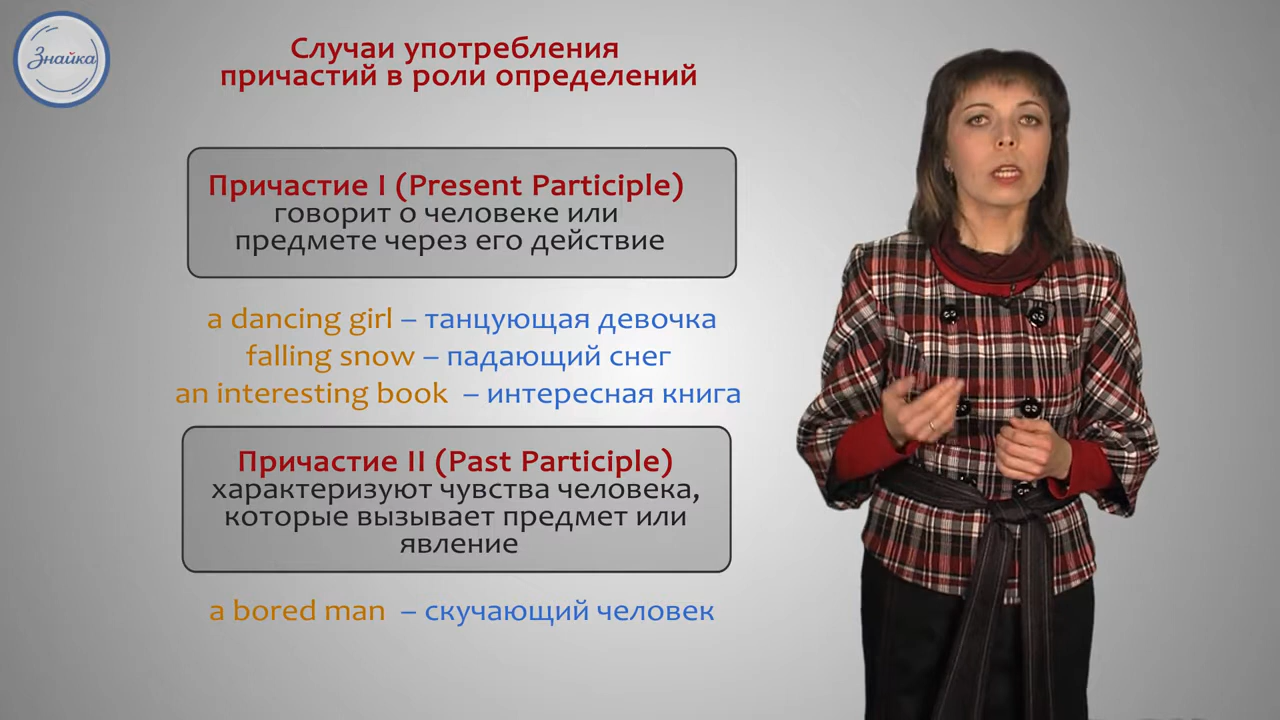 Знайка
Случаи употребления
причастий в роли определений
Причастие I (Present Participle)
говорит о человеке или
предмете через его действие
a dancing girl – танцующая девочка
falling snow – падающий снег
an interesting book – интересная книга
Причастие II (Past Participle)
характеризуют чувства человека,
которые вызывает предмет или
явление
a bored man – скучающий человек